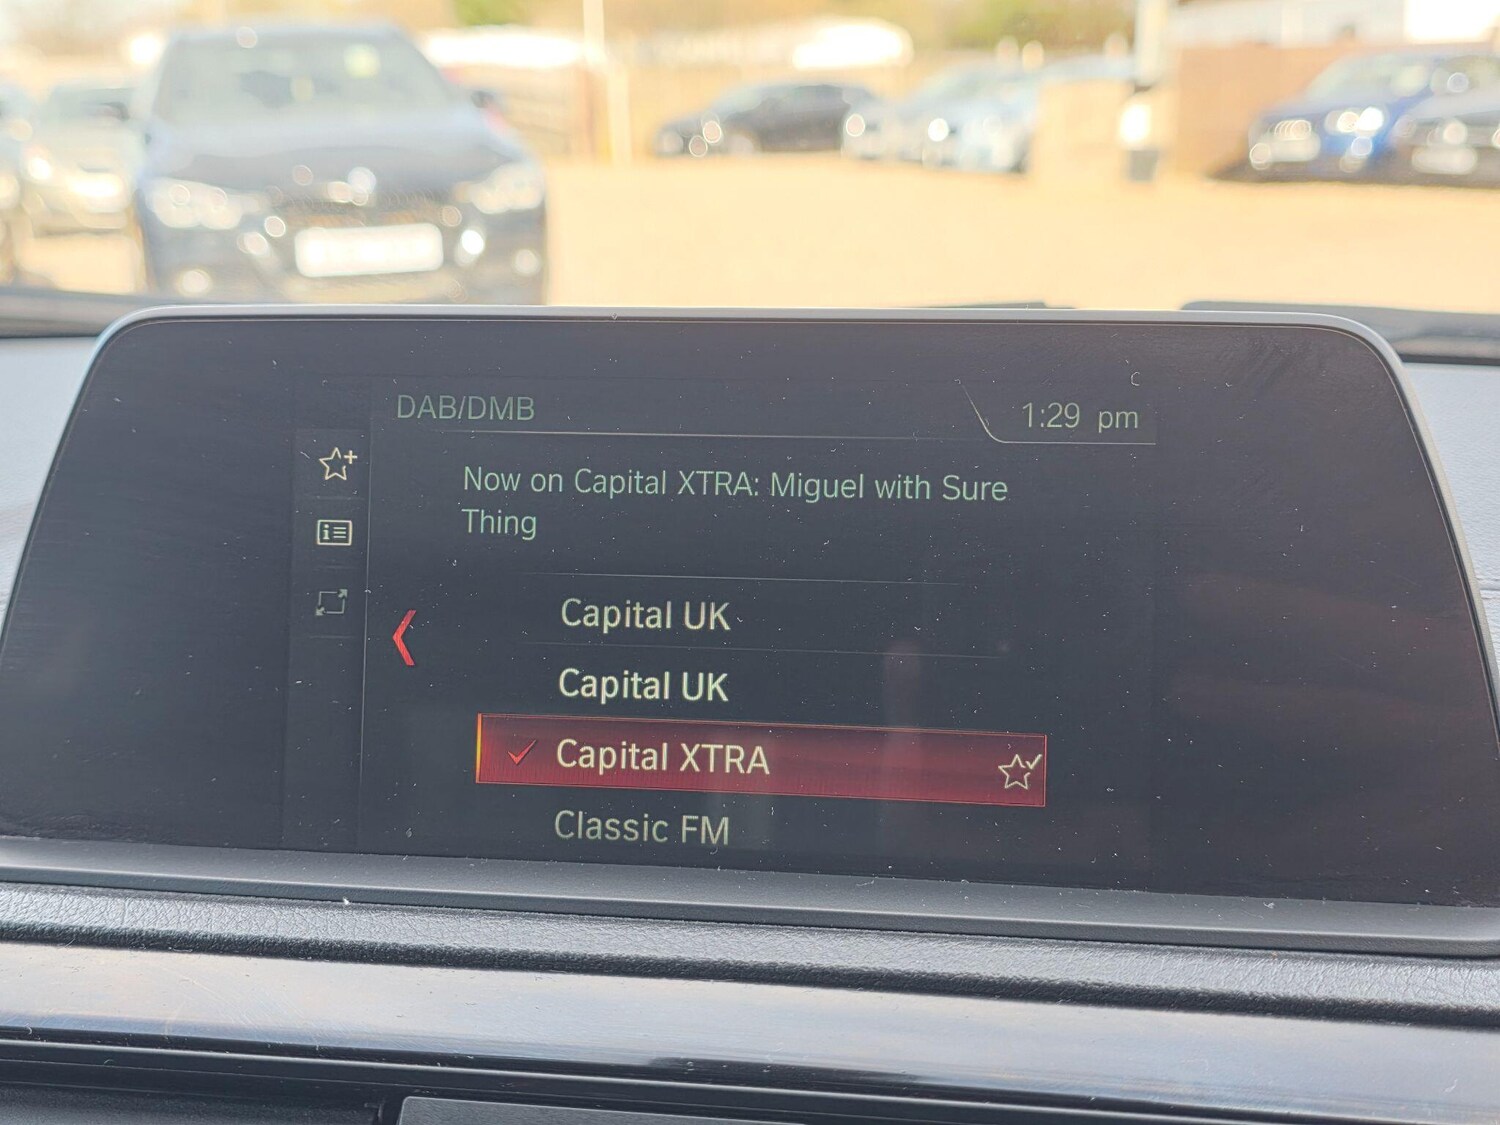 DAB/DMB
1:29 pm
Now on Capital XTRA: Miguel with Sure
Thing
Capital UK
Capital UK
Capital XTRA
Classic FM